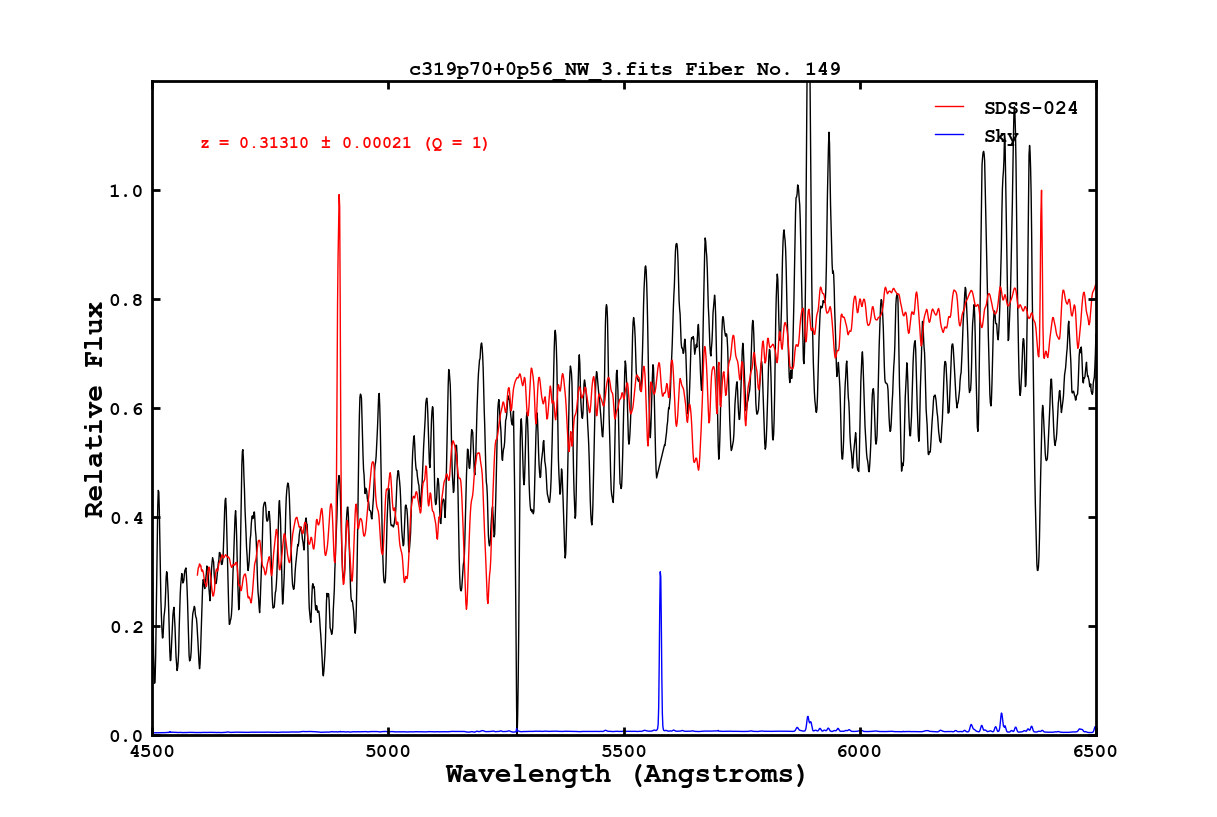 c319p70+0p56_NW_3.fits Fiber No. 149
SDSS-024
Sky
z = 0.31310 ± 0.00021 (Q = 1)
1.0
0.8
0.6
0.4
0.2
0.0
Relative Flux
4500 5000 5500 6000 6500
Wavelength (Angstroms)